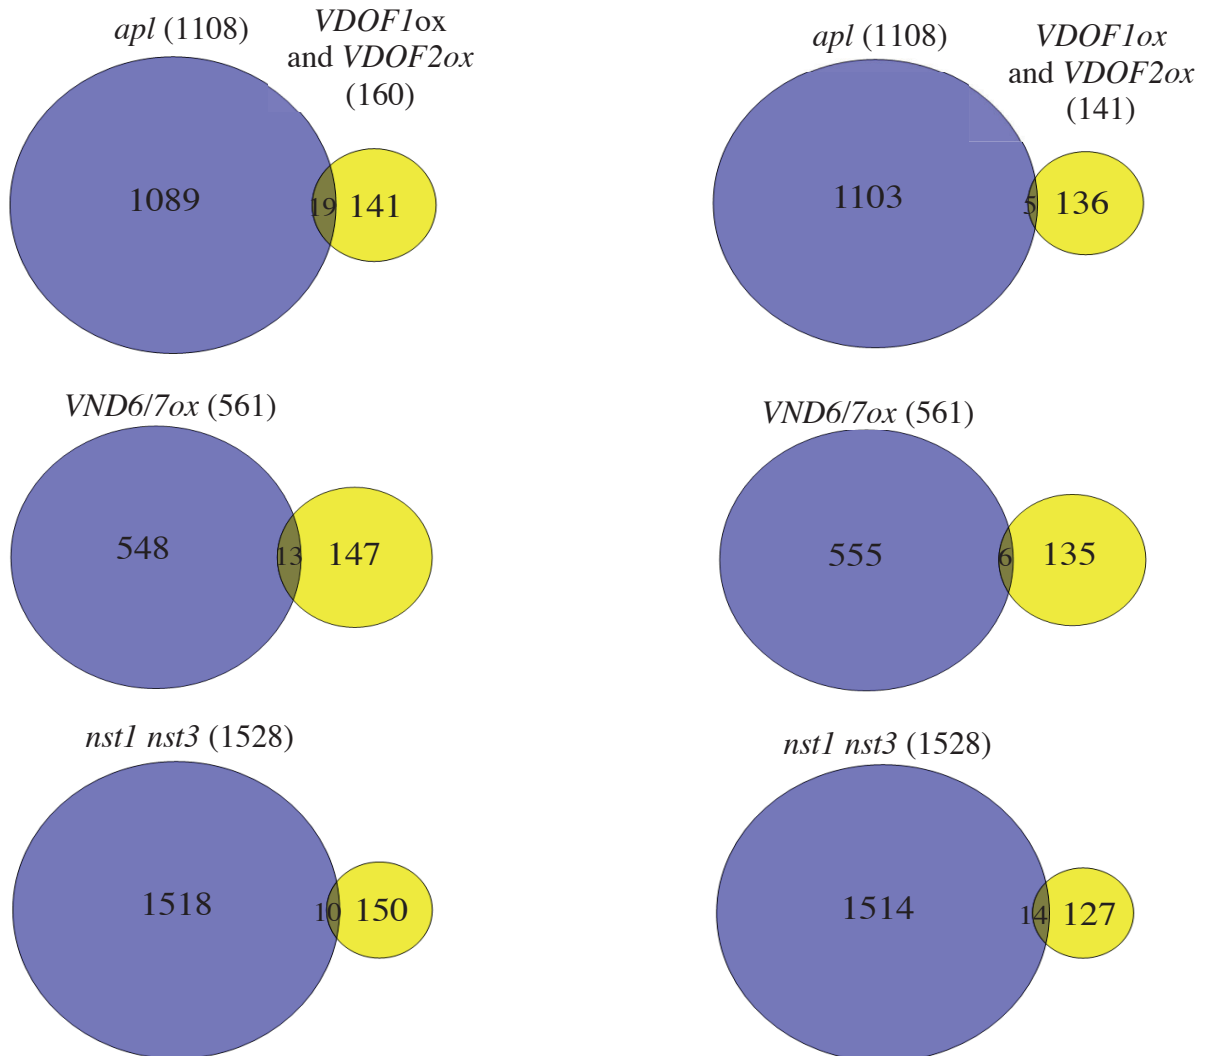 apl (1108)
VDOF1ox
and VDOF2ox
(160)
1089
19
141
apl (1108)
VDOF1ox
and VDOF2ox
(141)
1103
5
136
VND6/7ox (561)
548
13
147
VND6/7ox (561)
555
6
135
nst1 nst3 (1528)
1518
10
150
nst1 nst3 (1528)
1514
14
127